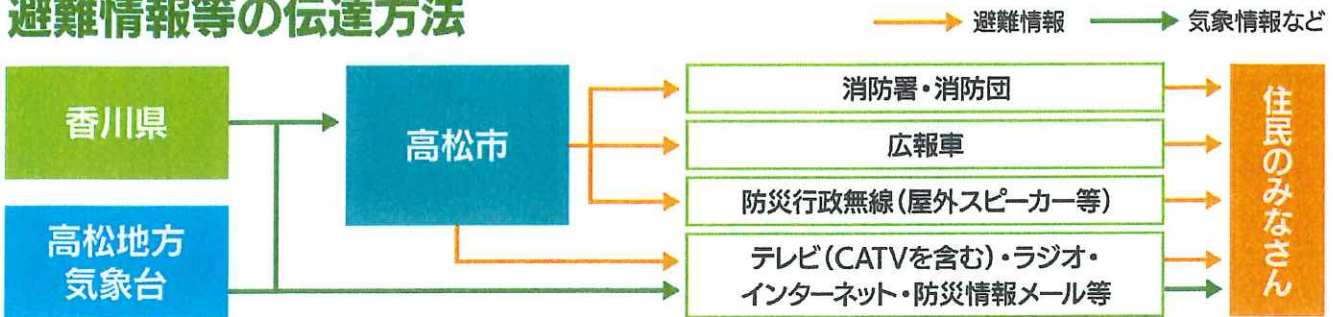 避難情報等の伝達方法
避難情報
気象情報など
香川県
高松市
高松地方
気象台
消防署・消防団
広報車
防災行政無線(屋外スピーカー等)
テレビ(CATVを含む)・ラジオ・
インターネット・防災情報メール等
住民のみなさん